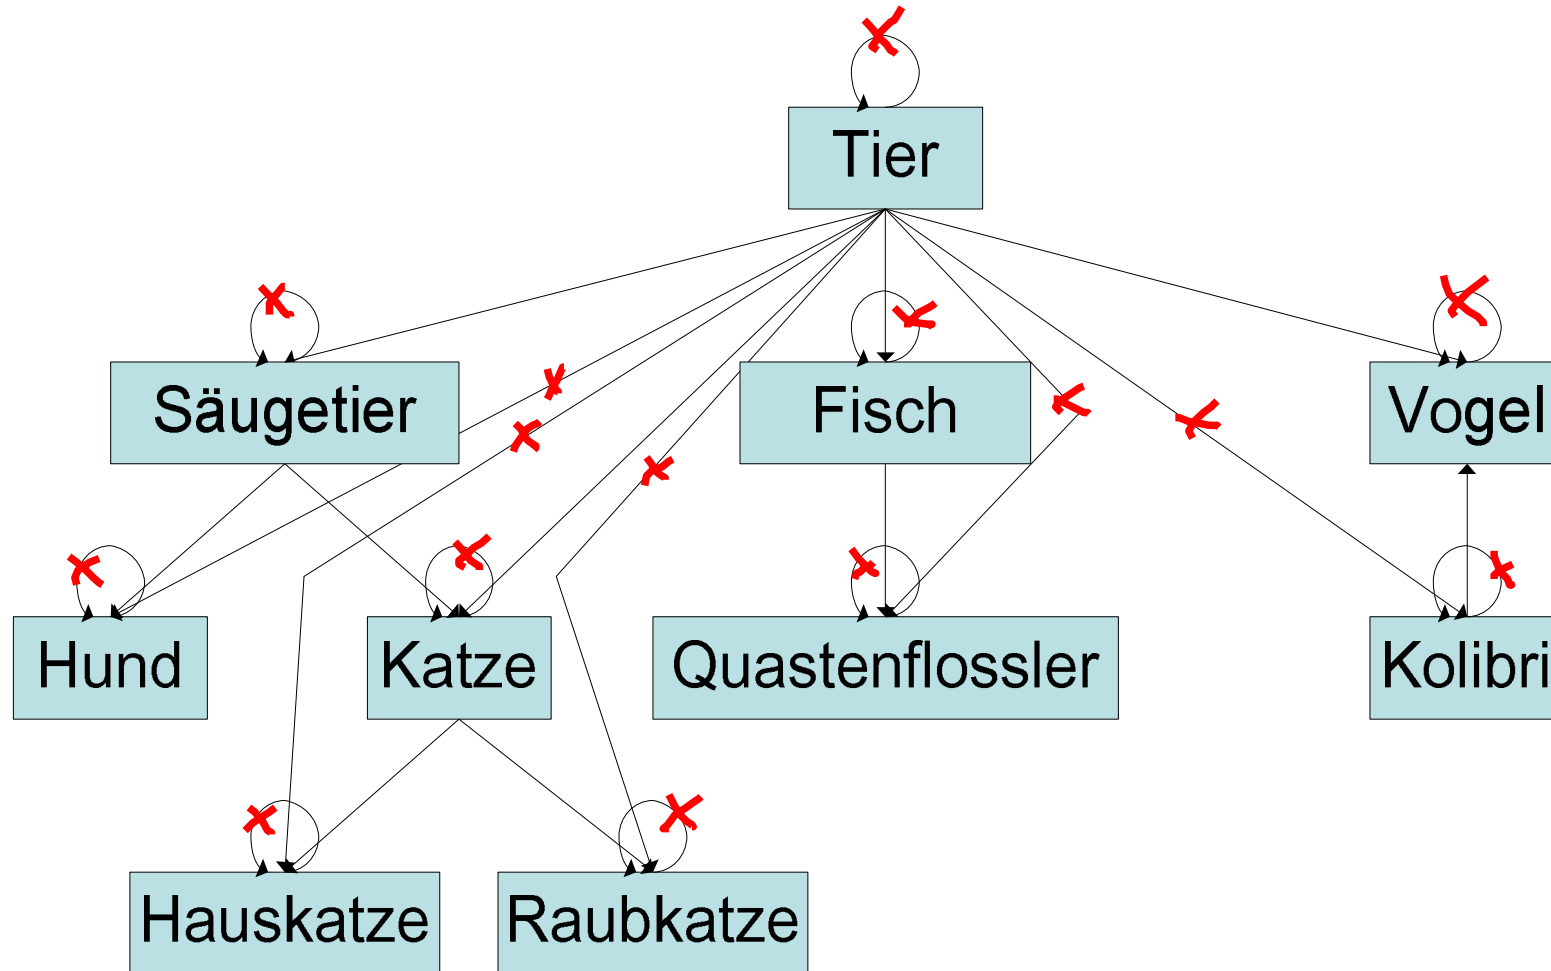 Tier
Säugetier
Fisch
Vogel
Hund
Katze
Quastenflossler
Kolibri
Hauskatze
Raubkatze